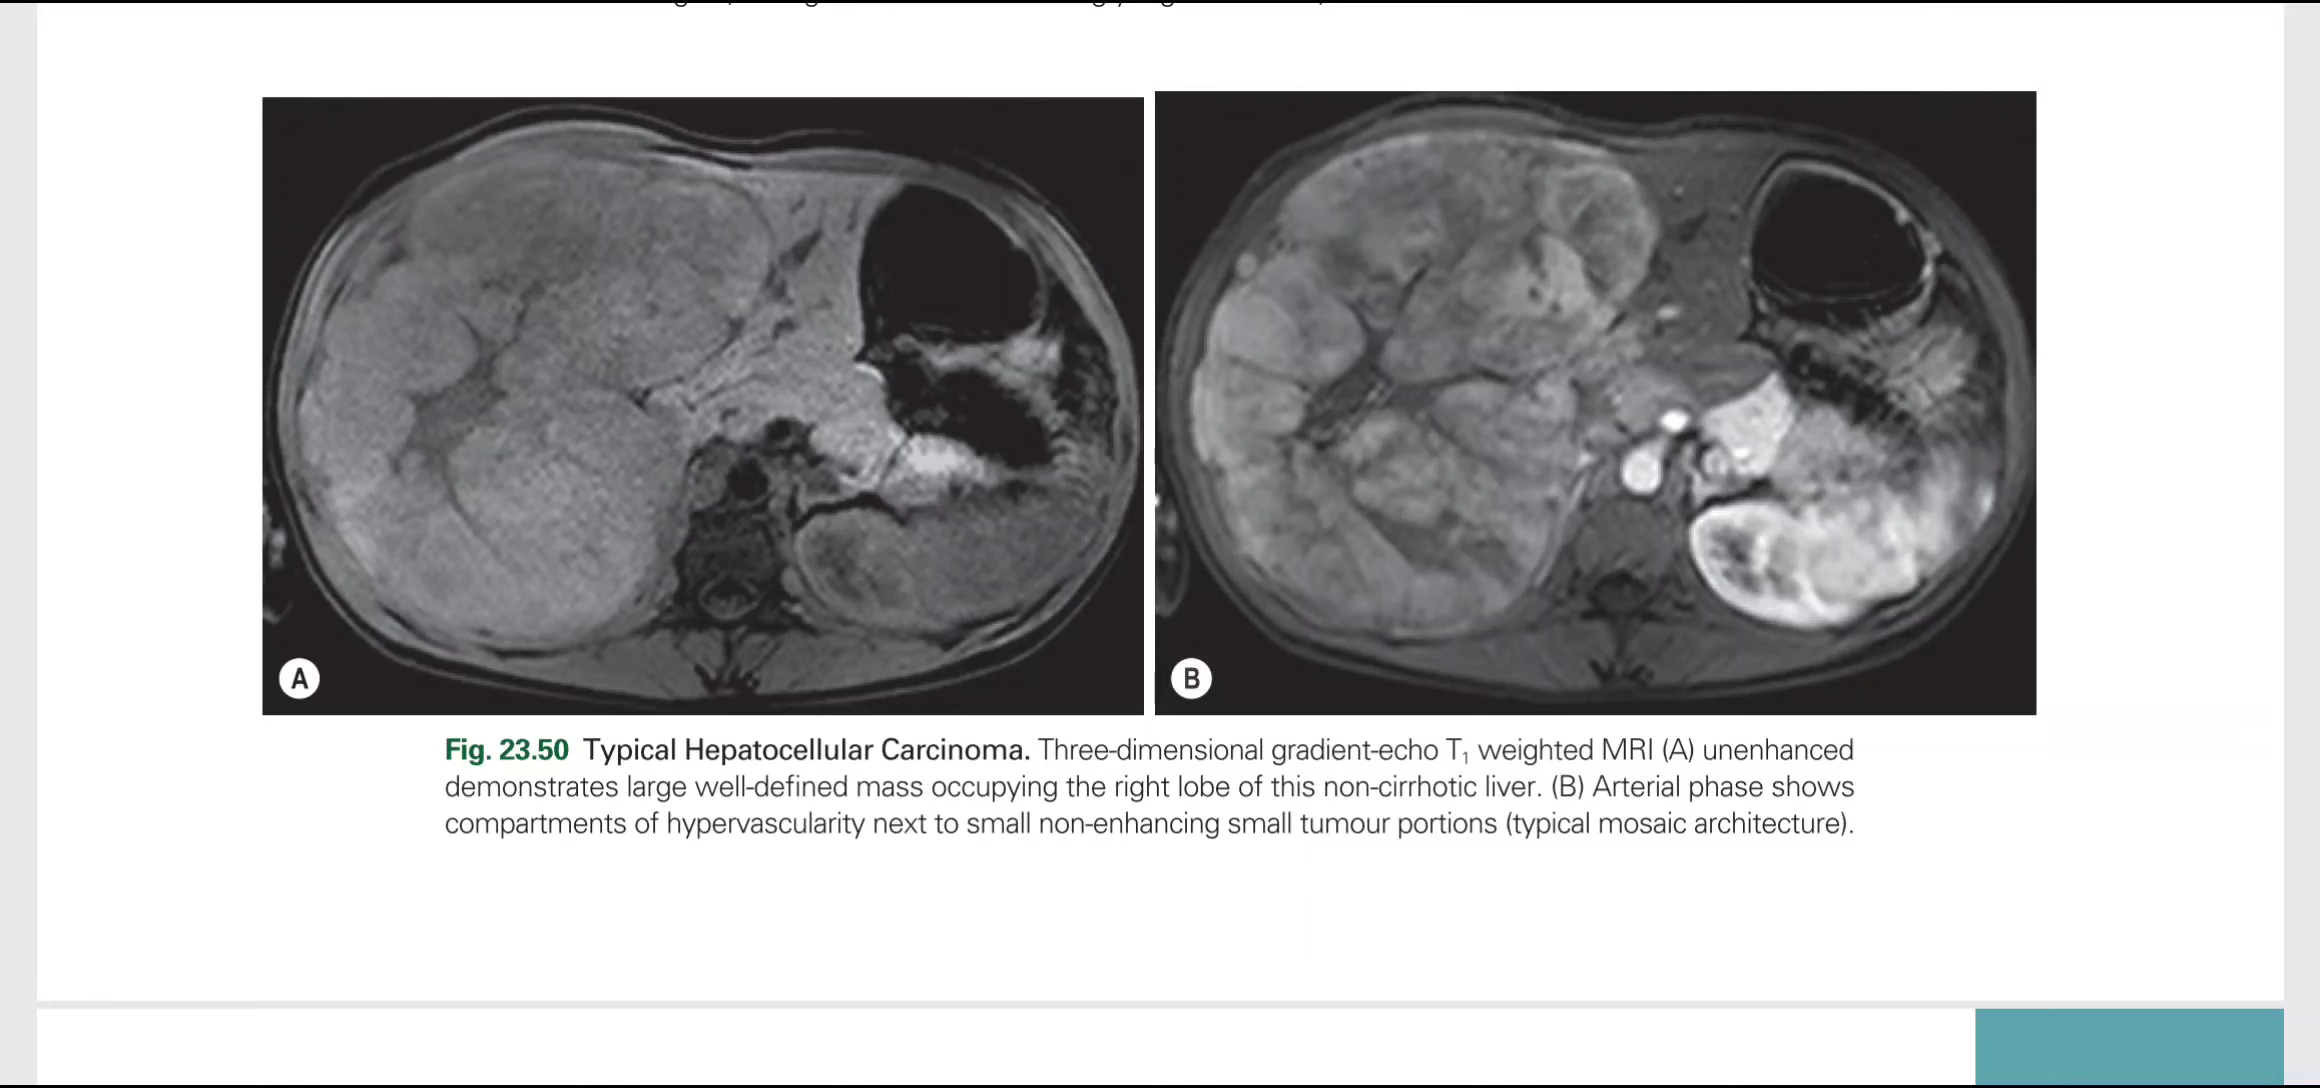 A
B
Fig. 23.50 Typical Hepatocellular Carcinoma. Three-dimensional gradient-echo T₁ weighted MRI (A) unenhanced
demonstrates large well-defined mass occupying the right lobe of this non-cirrhotic liver. (B) Arterial phase shows
compartments of hypervascularity next to small non-enhancing small tumour portions (typical mosaic architecture).